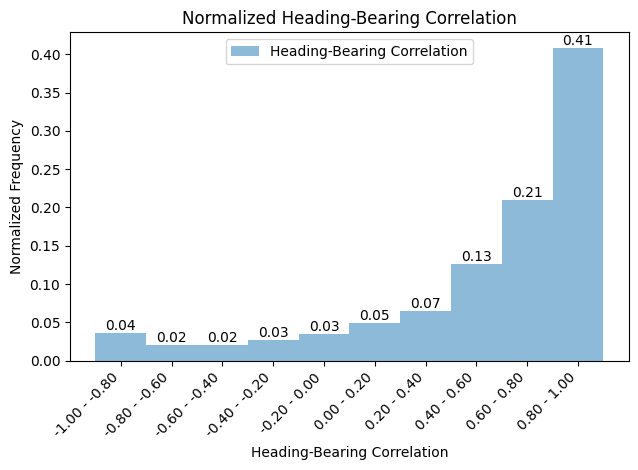 Normalized Heading-Bearing Correlation
Heading-Bearing Correlation
Normalized Frequency
0.40
0.35
0.30
0.25
0.20
0.15
0.10
0.05
0.00
0.04
0.02
0.02
0.03
0.03
0.05
0.07
0.13
0.21
0.41
-1.00 - -0.80
-0.80 - -0.60
-0.60 - -0.40
-0.40 - -0.20
-0.20 - 0.00
0.00 - 0.20
0.20 - 0.40
0.40 - 0.60
0.60 - 0.80
0.80 - 1.00
Heading-Bearing Correlation